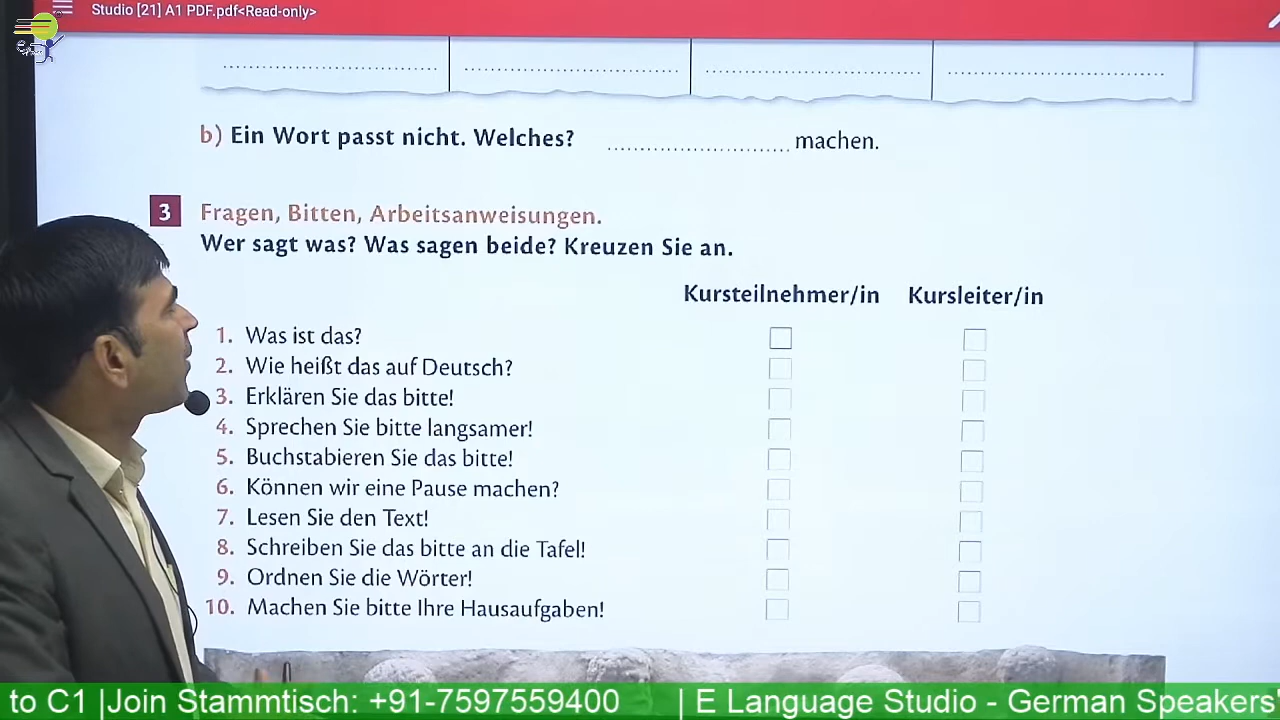 Studio [21] A1 PDF.pdf<Read-only>
b) Ein Wort passt nicht. Welches? .............................. machen.
3 Fragen, Bitten, Arbeitsanweisungen.
Wer sagt was? Was sagen beide? Kreuzen Sie an.
Kursteilnehmer/in Kursleiter/in
1. Was ist das?
2. Wie heißt das auf Deutsch?
3. Erklären Sie das bitte!
4. Sprechen Sie bitte langsamer!
5. Buchstabieren Sie das bitte!
6. Können wir eine Pause machen?
7. Lesen Sie den Text!
8. Schreiben Sie das bitte an die Tafel!
9. Ordnen Sie die Wörter!
10. Machen Sie bitte Ihre Hausaufgaben!
to C1 |Join Stammtisch: +91-7597559400 | E Language Studio - German Speakers'